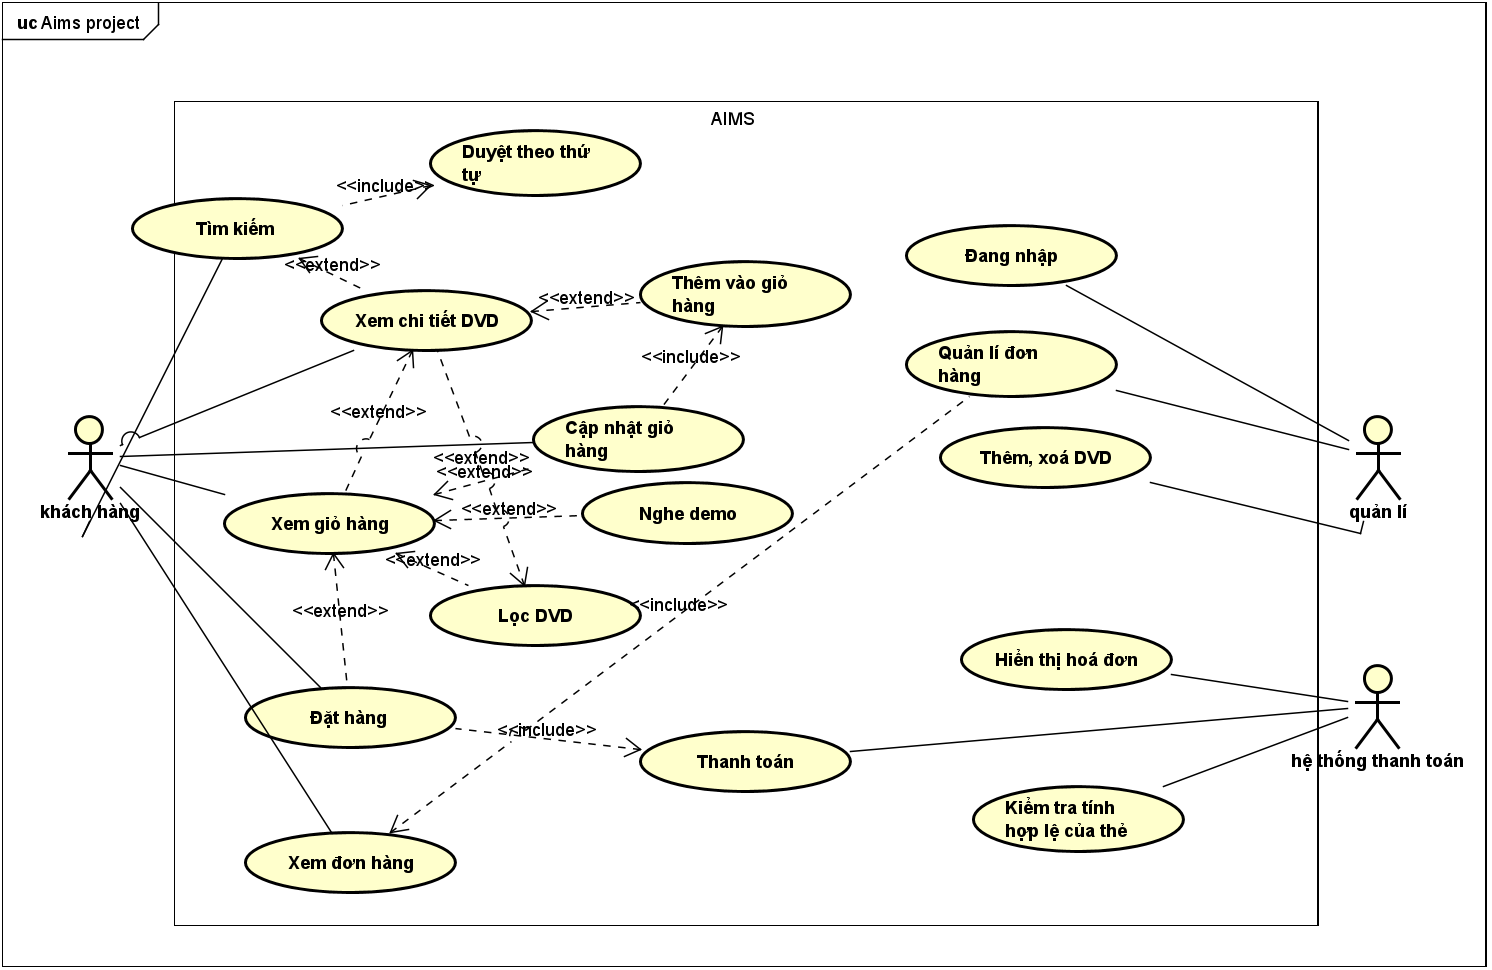 uc Aims project
AIMS
Duyệt theo thứ
tự
<<include>>
Tìm kiếm
<<extend>>
Đang nhập
Thêm vào giỏ
hàng
<<extend>>
Xem chi tiết DVD
<<include>>
Quản lí đơn
hàng
<<extend>>
Cập nhật giỏ
hàng
<<extend>>
<<extend>>
Thêm, xoá DVD
khách hàng
Xem giỏ hàng
<<extend>>
Nghe demo
quản lí
<<extend>>
<<extend>>
Lọc DVD
<<include>>
Hiển thị hoá đơn
Đặt hàng
<<include>>
Thanh toán
hệ thống thanh toán
Kiểm tra tính
hợp lệ của thẻ
Xem đơn hàng